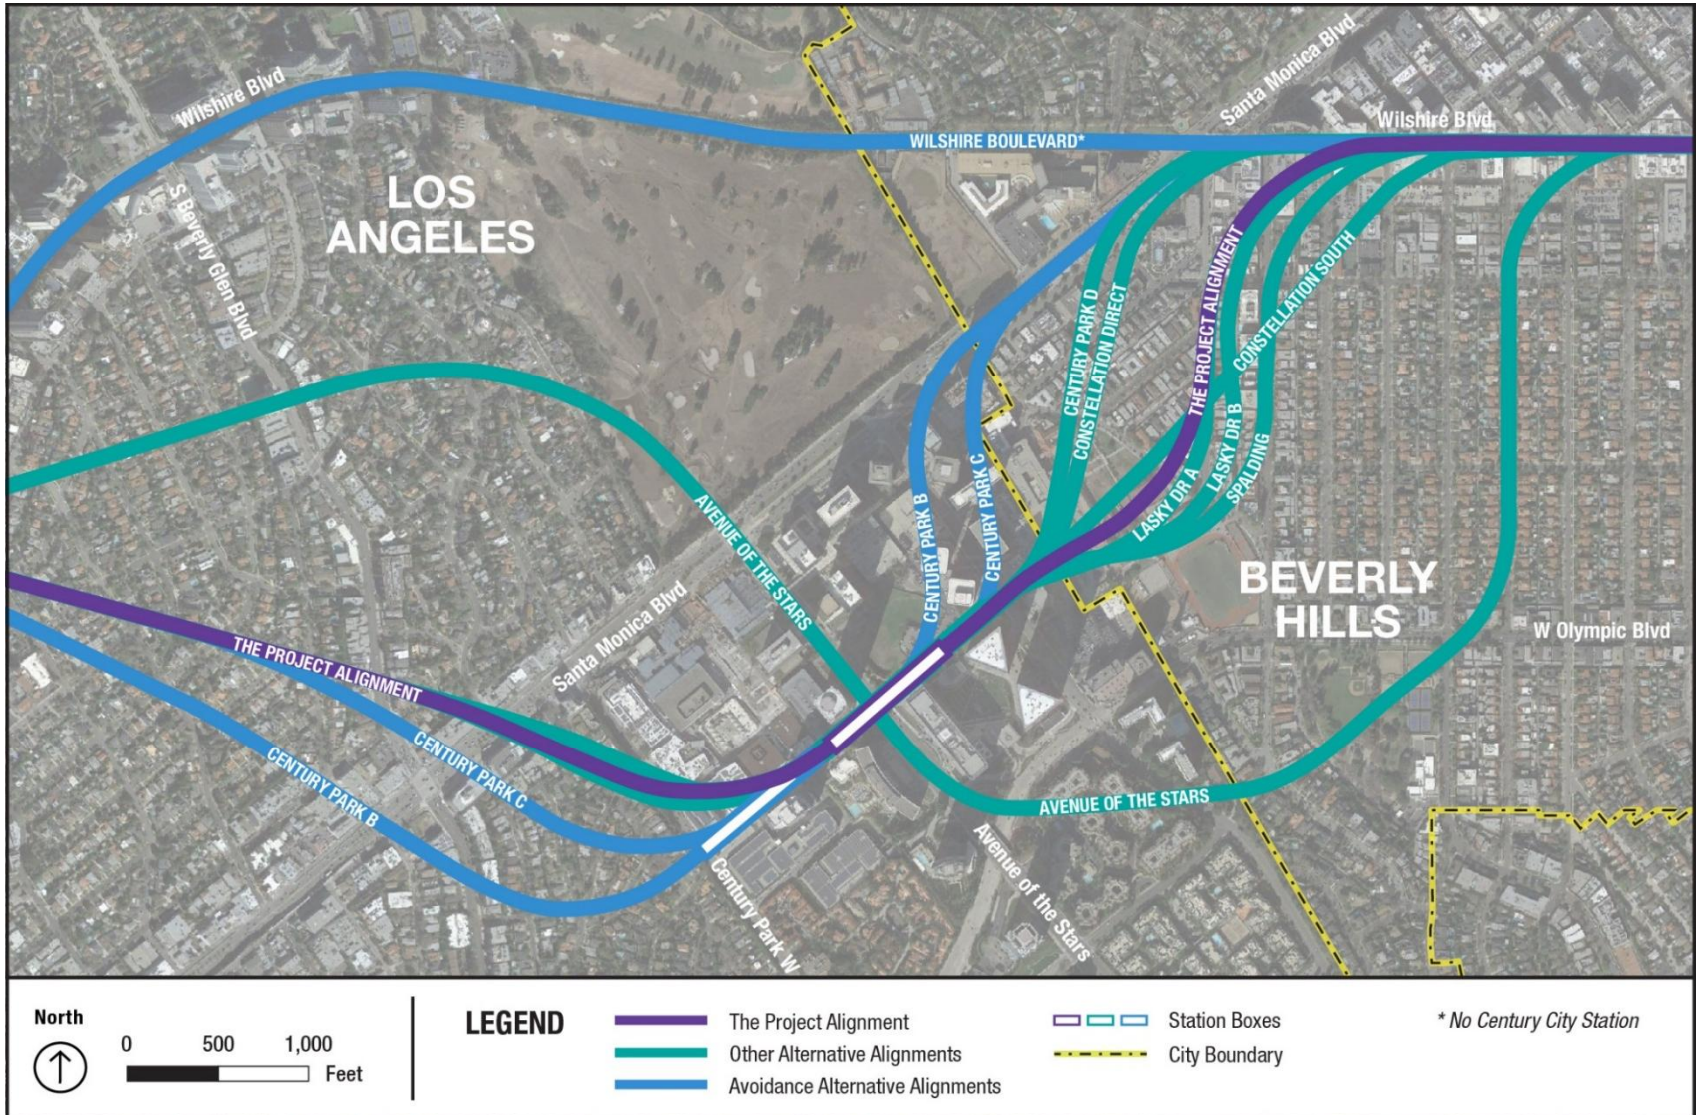 Wilshire Blvd
Santa Monica Blvd
Wilshire Blvd
WILSHIRE BOULEVARD*
LOS
ANGELES
S Beverly Glen Blvd
THE PROJECT ALIGNMENT
CENTURY PARK D
CONSTELLATION DIRECT
CONSTELLATION SOUTH
LASKY DR A
LASKY DR B
SPALDING
CENTURY PARK B
CENTURY PARK C
AVENUE OF THE STARS
BEVERLY
HILLS
W Olympic Blvd
Santa Monica Blvd
THE PROJECT ALIGNMENT
CENTURY PARK C
CENTURY PARK B
AVENUE OF THE STARS
Century Park W
Avenue of the Stars
North
0 500 1,000
Feet
LEGEND
The Project Alignment
Other Alternative Alignments
Avoidance Alternative Alignments
Station Boxes
City Boundary
* No Century City Station